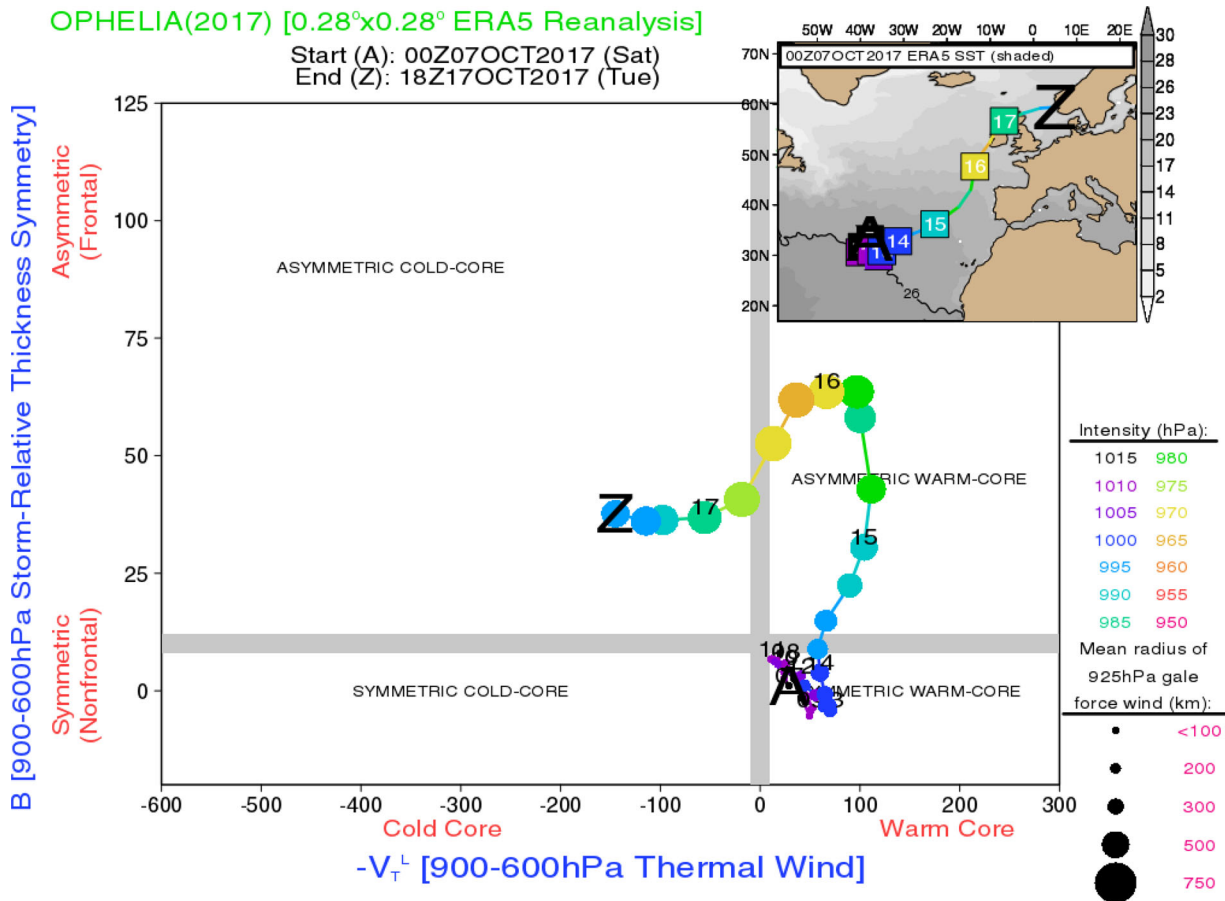 OPHELIA(2017) [0.28°x0.28° ERA5 Reanalysis]
Start (A): 00Z07OCT2017 (Sat)
End (Z): 18Z17OCT2017 (Tue)
50W 40W 30W 20W 10W 0 10E 20E
00Z07OCT2017 ERA5 SST (shaded)
70N
60N
50N
40N
30N
20N
Z
17
16
15
14
A
26
30
28
26
23
20
17
14
11
8
5
2
B [900-600hPa Storm-Relative Thickness Symmetry]
Asymmetric
(Frontal)
Symmetric
(Nonfrontal)
125
100
75
50
25
0
ASYMMETRIC COLD-CORE
ASYMMETRIC WARM-CORE
SYMMETRIC COLD-CORE
MMETRIC WARM-CORE
16
15
17
Z
14
A
-600 -500 -400 -300 -200 -100 0 100 200 300
Cold Core Warm Core
-V_T^L [900-600hPa Thermal Wind]
Intensity (hPa):
1015 980
1010 975
1005 970
1000 965
995 960
990 955
985 950
Mean radius of
925hPa gale
force wind (km):
<100
200
300
500
750